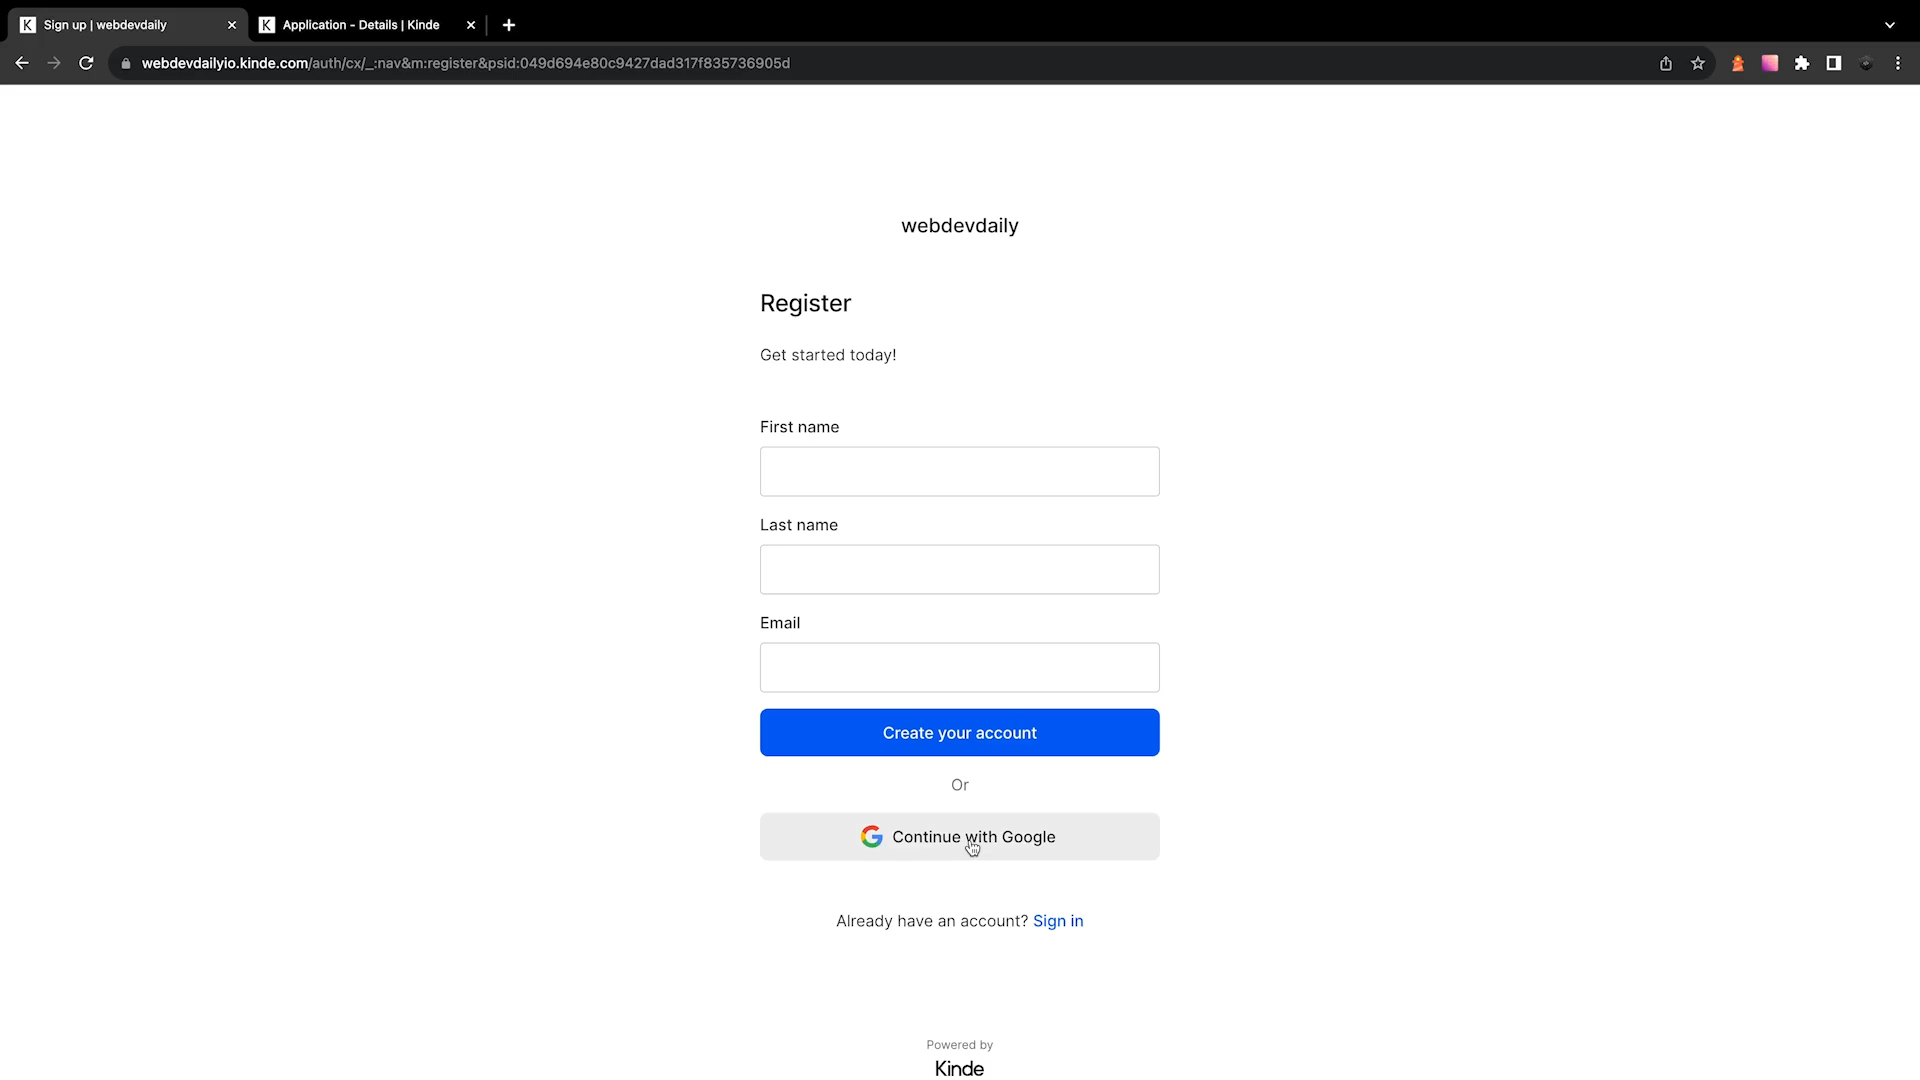 Sign up | webdevdaily
Application - Details | Kinde
webdevdailyio.kinde.com/auth/cx/_:nav&m:register&psid:049d694e80c9427dad317f835736905d
webdevdaily
Register
Get started today!
First name
Last name
Email
Create your account
Or
Continue with Google
Already have an account? Sign in
Powered by
Kinde